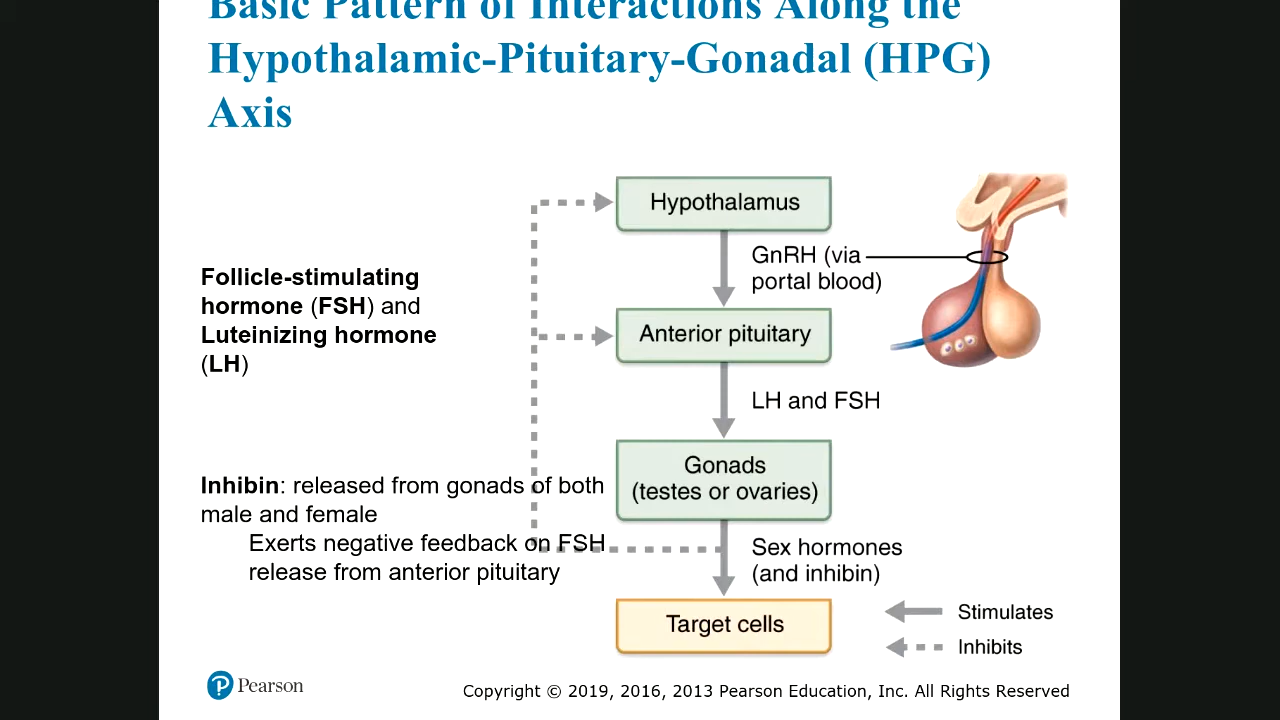 Basic Pattern of Interactions Along the
Hypothalamic-Pituitary-Gonadal (HPG)
Axis
Hypothalamus
GnRH (via
portal blood)
Follicle-stimulating
hormone (FSH) and
Luteinizing hormone
(LH)
Anterior pituitary
LH and FSH
Gonads
(testes or ovaries)
Inhibin: released from gonads of both
male and female
Exerts negative feedback on FSH
release from anterior pituitary
Sex hormones
(and inhibin)
Target cells
Stimulates
Inhibits
P Pearson
Copyright © 2019, 2016, 2013 Pearson Education, Inc. All Rights Reserved